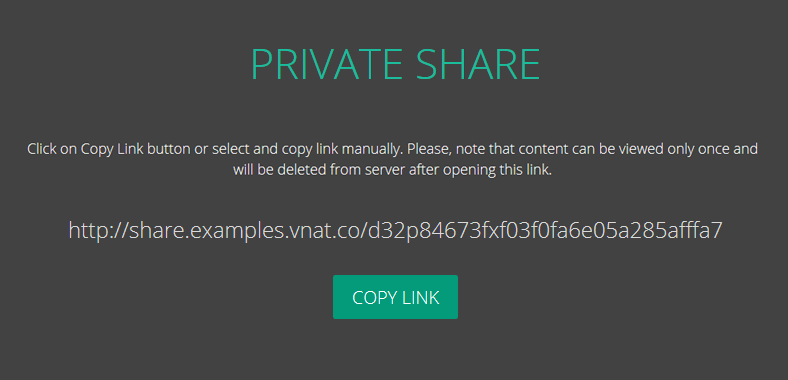 PRIVATE SHARE
Click on Copy Link button or select and copy link manually. Please, note that content can be viewed only once and
will be deleted from server after opening this link.
http://share.examples.vnat.co/d32p84673fxf03f0fa6e05a285afffa7
COPY LINK